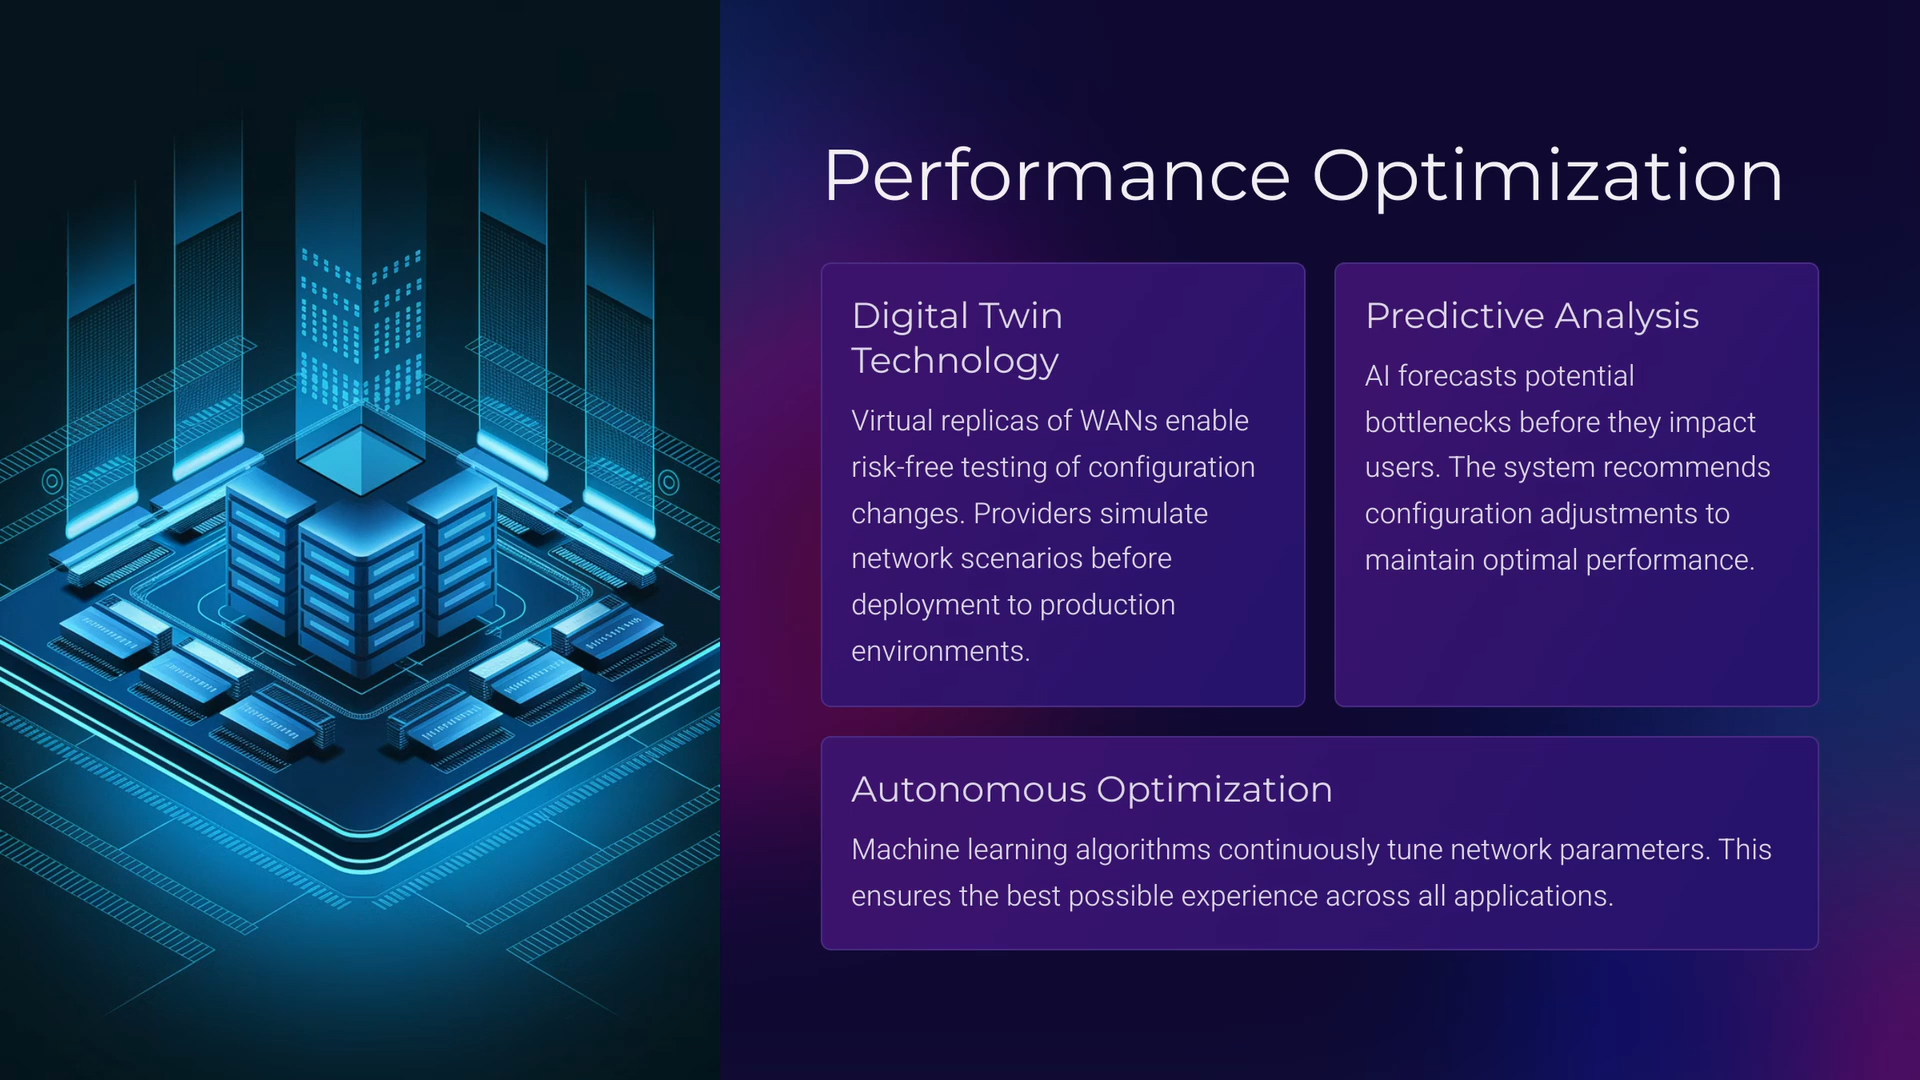 Performance Optimization
Digital Twin
Technology
Virtual replicas of WANs enable
risk-free testing of configuration
changes. Providers simulate
network scenarios before
deployment to production
environments.
Predictive Analysis
AI forecasts potential
bottlenecks before they impact
users. The system recommends
configuration adjustments to
maintain optimal performance.
Autonomous Optimization
Machine learning algorithms continuously tune network parameters. This
ensures the best possible experience across all applications.